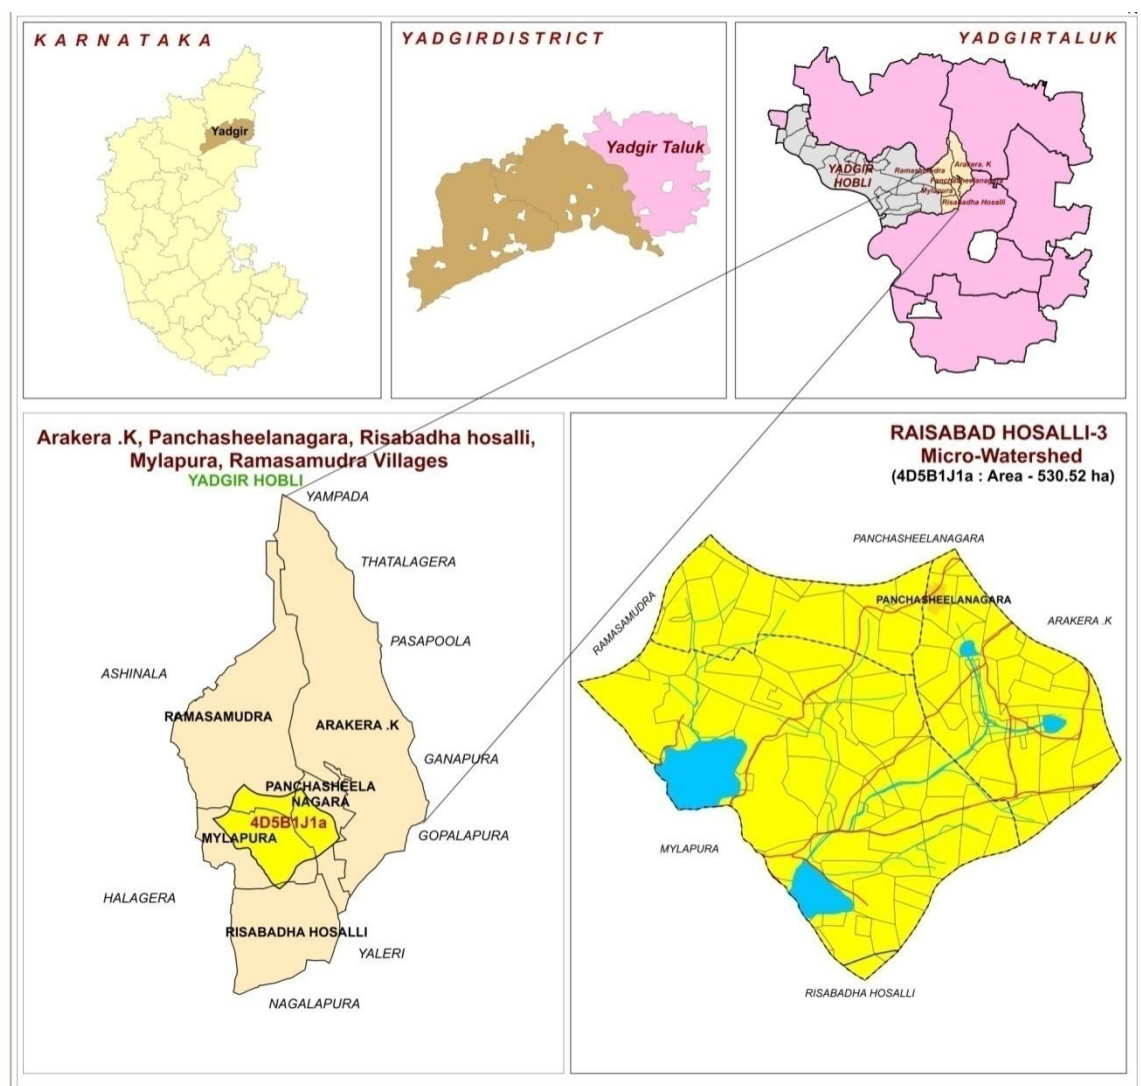 KARNATAKA
Yadgir
YADGIRDISTRICT
Yadgir Taluk
YADGIRTALUK
Arakera. K
Ramasamudra
YADGIR
HOBLI
Panchasheelanagara
Mylapura
Risabadha Hosalli
Arakera .K, Panchasheelanagara, Risabadha hosalli,
Mylapura, Ramasamudra Villages
YADGIR HOBLI
YAMPADA
THATALAGERA
PASAPOOLA
ASHINALA
RAMASAMUDRA
ARAKERA .K
GANAPURA
PANCHASHEELA
NAGARA
4D5B1J1a
MYLAPURA
GOPALAPURA
HALAGERA
RISABADHA HOSALLI
YALERI
NAGALAPURA
RAISABAD HOSALLI-3
Micro-Watershed
(4D5B1J1a : Area - 530.52 ha)
PANCHASHEELANAGARA
PANCHASHEELANAGARA
RAMASAMUDRA
ARAKERA .K
MYLAPURA
RISABADHA HOSALLI